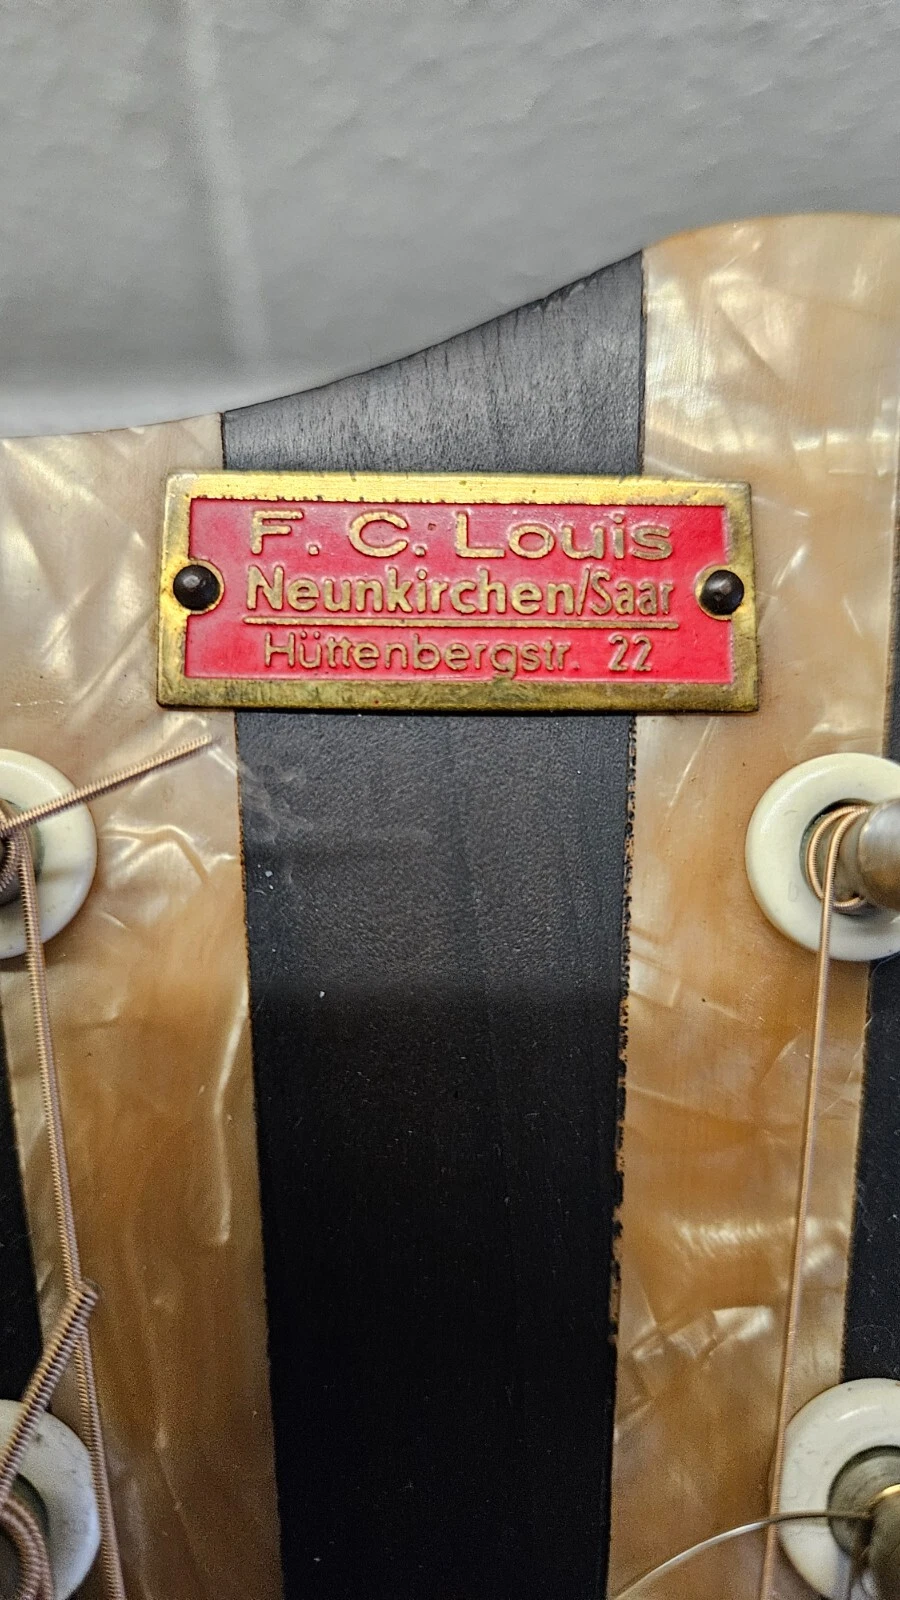 F. C. Louis
Neunkirchen/Saar
Hüttenbergstr. 22